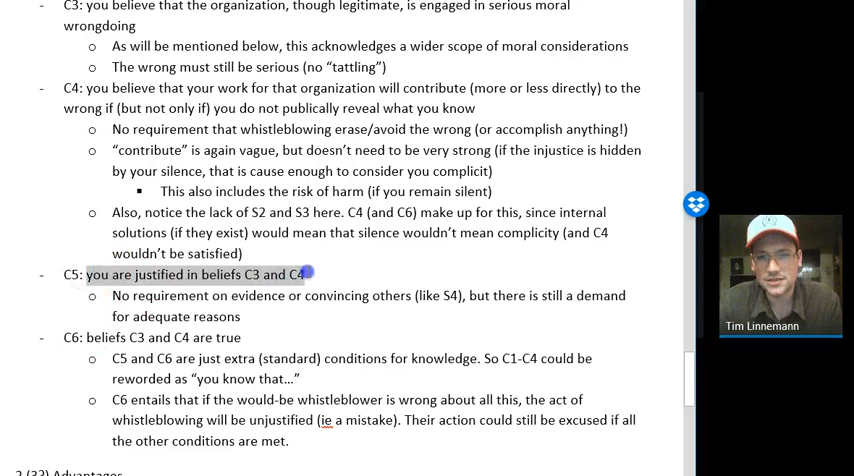 - C3: you believe that the organization, though legitimate, is engaged in serious moral
wrongdoing
o As will be mentioned below, this acknowledges a wider scope of moral considerations
o The wrong must still be serious (no “tattling”)
- C4: you believe that your work for that organization will contribute (more or less directly) to the
wrong if (but not only if) you do not publically reveal what you know
o No requirement that whistleblowing erase/avoid the wrong (or accomplish anything!)
o “contribute” is again vague, but doesn’t need to be very strong (if the injustice is hidden
by your silence, that is cause enough to consider you complicit)
▪ This also includes the risk of harm (if you remain silent)
o Also, notice the lack of S2 and S3 here. C4 (and C6) make up for this, since internal
solutions (if they exist) would mean that silence wouldn’t mean complicity (and C4
wouldn’t be satisfied)
- C5: you are justified in beliefs C3 and C4
o No requirement on evidence or convincing others (like S4), but there is still a demand
for adequate reasons
- C6: beliefs C3 and C4 are true
o C5 and C6 are just extra (standard) conditions for knowledge. So C1-C4 could be
reworded as “you know that…”
o C6 entails that if the would-be whistleblower is wrong about all this, the act of
whistleblowing will be unjustified (ie a mistake). Their action could still be excused if all
the other conditions are met.
2 (33) Advantages
Tim Linnemann